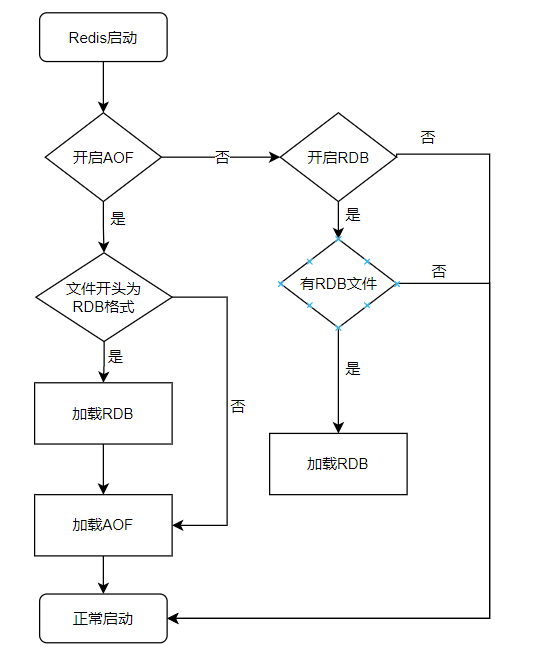 Redis启动
开启AOF
否
开启RDB
否
是
是
文件开头为
RDB格式
有RDB文件
否
是
是
加载RDB
否
加载RDB
加载AOF
正常启动